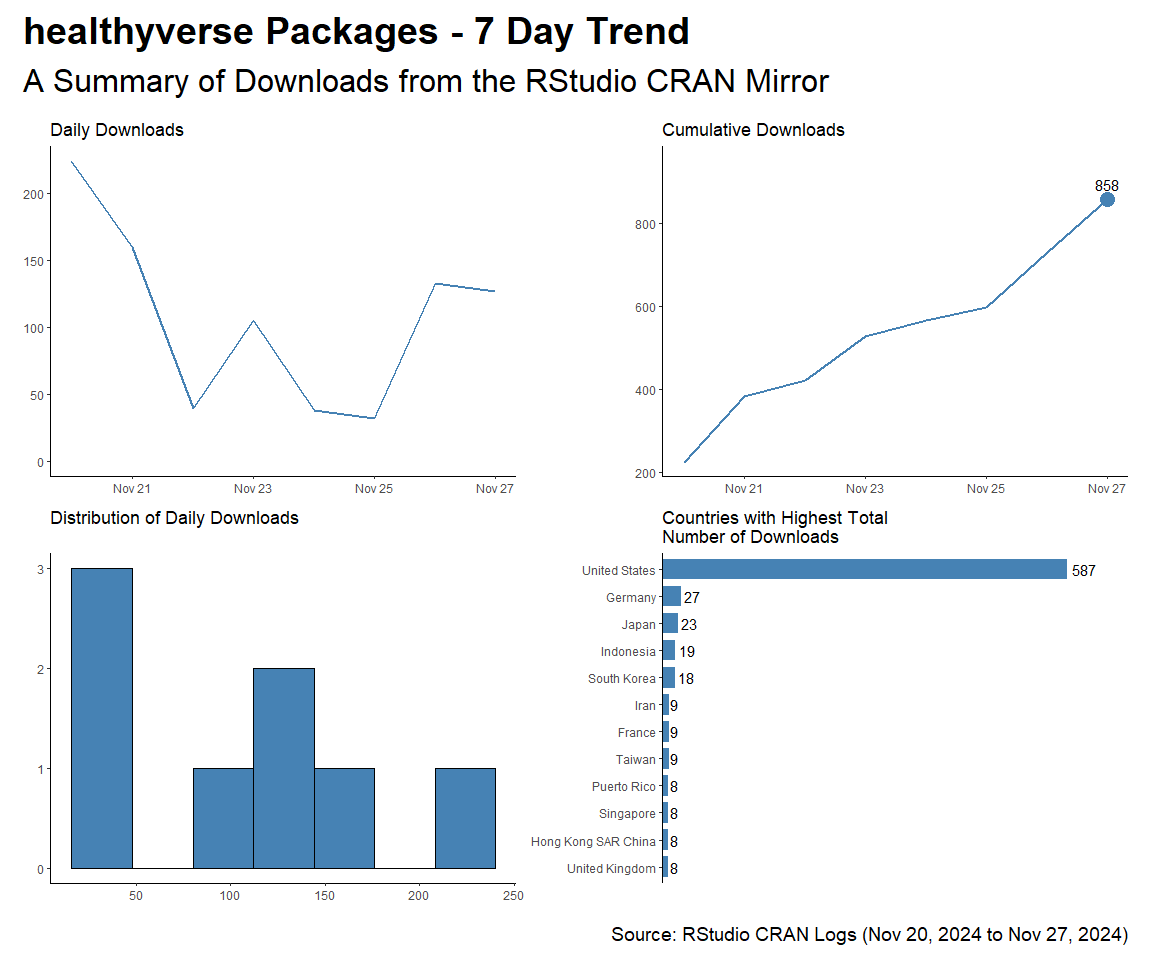 healthyverse Packages - 7 Day Trend
A Summary of Downloads from the RStudio CRAN Mirror
Daily Downloads
200
150
100
50
0
Nov 21
Nov 23
Nov 25
Nov 27
Cumulative Downloads
858
800
600
400
200
Nov 21
Nov 23
Nov 25
Nov 27
Distribution of Daily Downloads
3
2
1
0
50
100
150
200
250
Countries with Highest Total
Number of Downloads
United States 587
Germany 27
Japan 23
Indonesia 19
South Korea 18
Iran 9
France 9
Taiwan 9
Puerto Rico 8
Singapore 8
Hong Kong SAR China 8
United Kingdom 8
Source: RStudio CRAN Logs (Nov 20, 2024 to Nov 27, 2024)